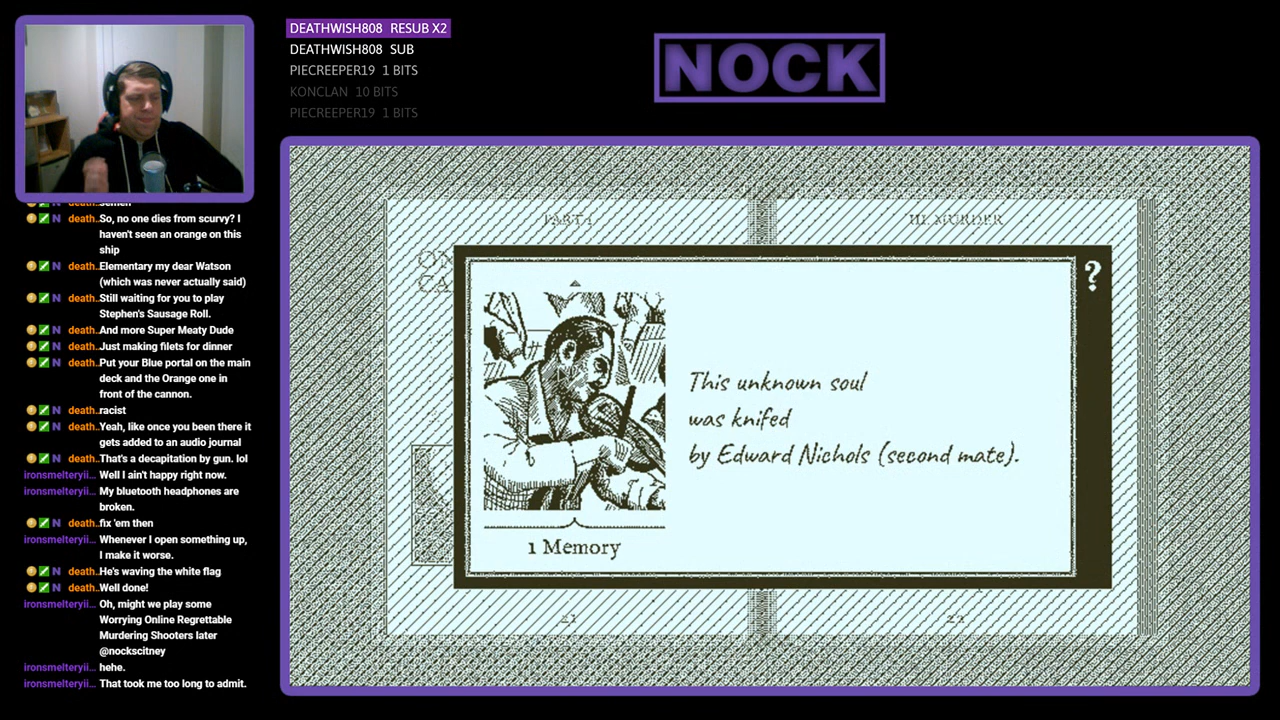 DEATHWISH808 RESUB X2
DEATHWISH808 SUB
PIECREEPER19 1 BITS
KONCLAN 10 BITS
PIECREEPER19 1 BITS
NOCK
semen
death.. So, no one dies from scurvy? I
haven't seen an orange on this
ship
death.. Elementary my dear Watson
(which was never actually said)
death.. Still waiting for you to play
Stephen's Sausage Roll.
death.. And more Super Meaty Dude
death.. Just making filets for dinner
death.. Put your Blue portal on the main
deck and the Orange one in
front of the cannon.
death.. racist
death.. Yeah, like once you been there it
gets added to an audio journal
death.. That's a decapitation by gun. lol
ironsmelteryii... Well I ain't happy right now.
ironsmelteryii... My bluetooth headphones are
broken.
death.. fix 'em then
ironsmelteryii... Whenever I open something up,
I make it worse.
death.. He's waving the white flag
death.. Well done!
ironsmelteryii... Oh, might we play some
Worrying Online Regrettable
Murdering Shooters later
@nockscitney
ironsmelteryii... hehe.
ironsmelteryii... That took me too long to admit.
III, MURDER
?
This unknown soul
was knifed
by Edward Nichols (second mate).
1 Memory
21
22